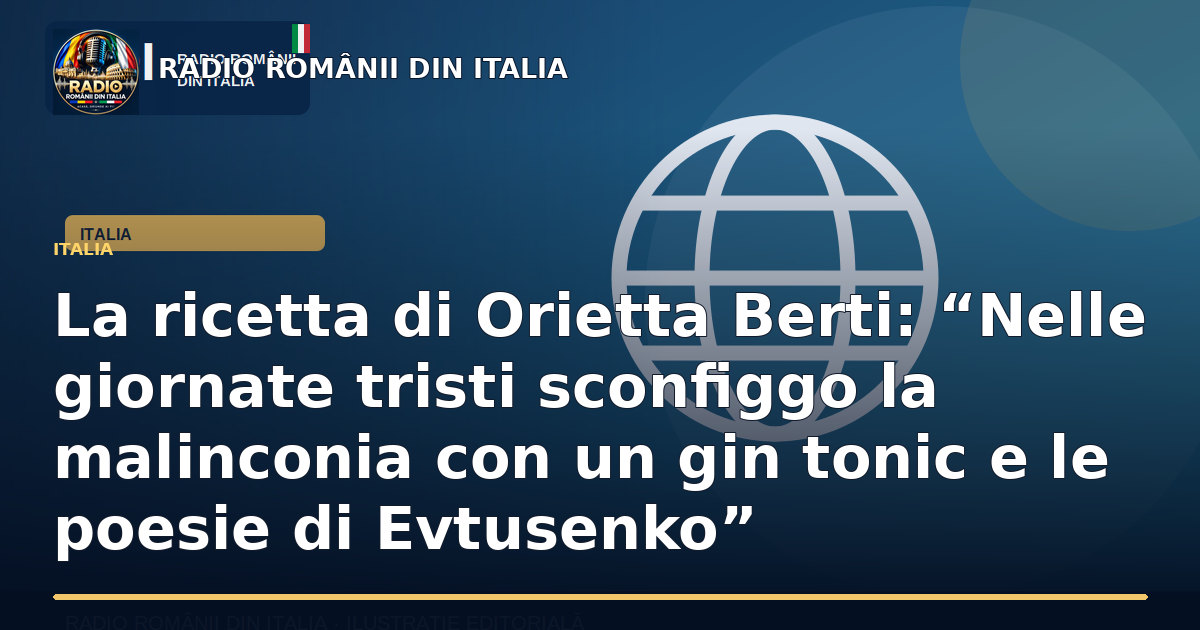 RADIO ROMÂNII
DIN ITALIA
RADIO ROMÂNII DIN ITALIA
RADIO
ROMÂNII DIN ITALIA
ITALIA
ITALIA
La ricetta di Orietta Berti: “Nelle
giornate tristi sconfiggo la
malinconia con un gin tonic e le
poesie di Evtusenko”
RADIO ROMÂNII DIN ITALIA · ILUSTRAȚIE EDITORIALĂ